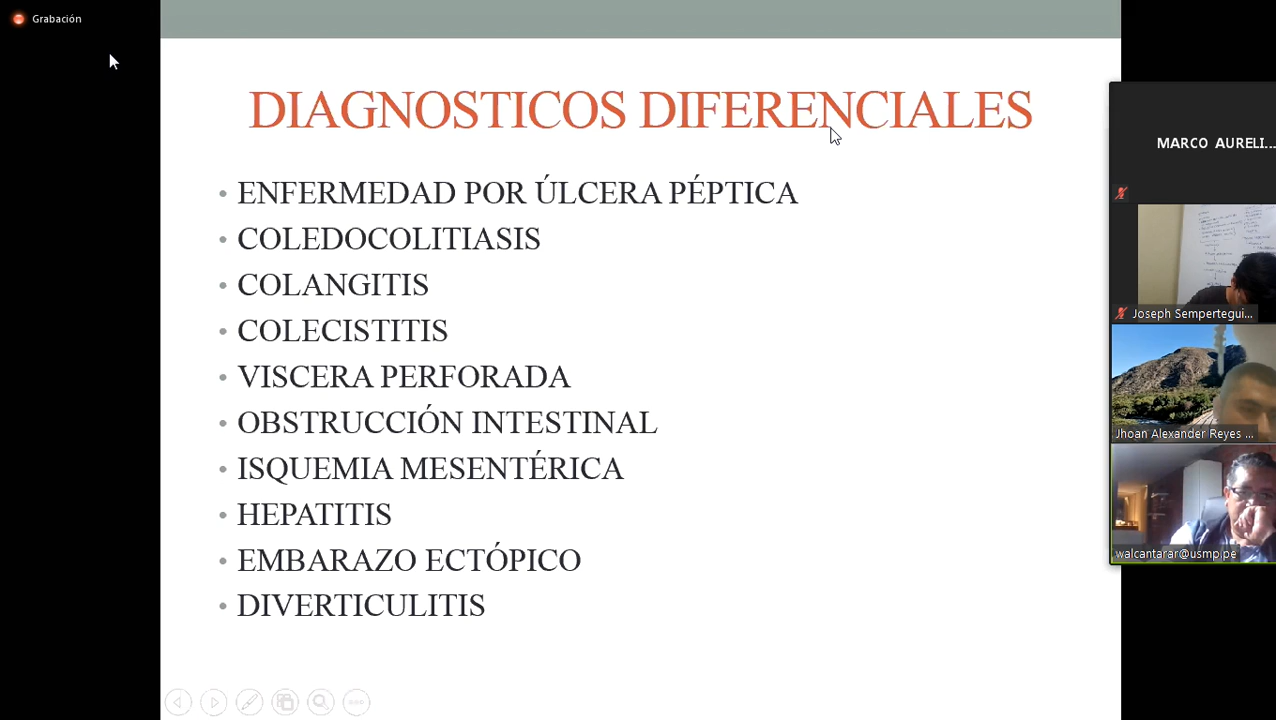 Grabación
DIAGNOSTICOS DIFERENCIALES
• ENFERMEDAD POR ÚLCERA PÉPTICA
• COLEDOCOLITIASIS
• COLANGITIS
• COLECISTITIS
• VISCERA PERFORADA
• OBSTRUCCIÓN INTESTINAL
• ISQUEMIA MESENTÉRICA
• HEPATITIS
• EMBARAZO ECTÓPICO
• DIVERTICULITIS
MARCO AURELI...
Joseph Sempertegui...
Jhoan Alexander Reyes ...
walcantarar@usmp.pe